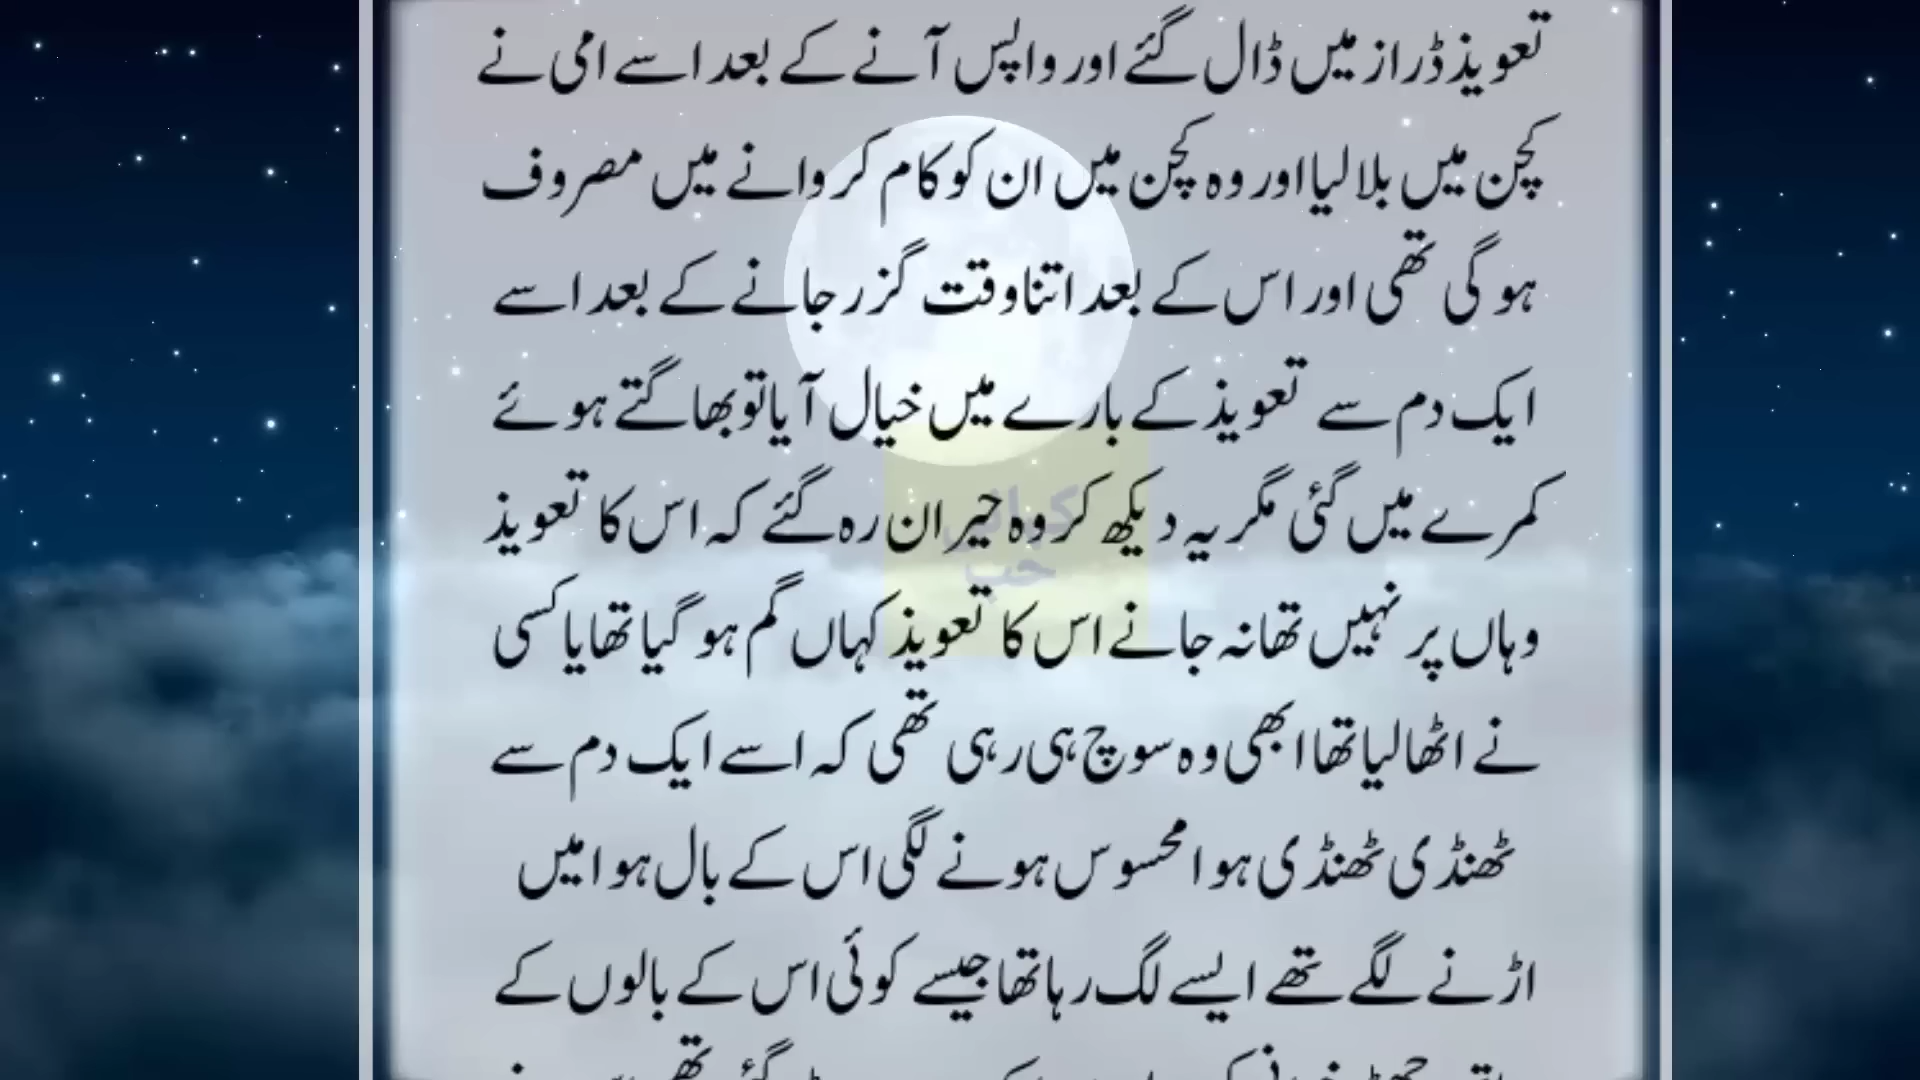 تعویذ دڈراز میں ڈال گئے اور واپس آنے کے بعد اسے امی نے
کچن میں بلا لیا اور وہ کچن میں ان کو کام کروانے میں مصروف
ہوگی تھی اور اس کے بعد اتنا وقت گزر جانے کے بعد اسے
ایک دم سے تعویذ کے بارے میں خیال آیا تو بھاگتے ہوئے
کمرے میں گئی مگر یہ دیکھ کر وہ حیران رہ گئے کہ اس کا تعویذ
وہاں پر نہیں تھا نہ جانے اس کا تعویذ کہاں گم ہو گیا تھا یا کسی
نے اٹھا لیا تھا ابھی وہ سوچ ہی رہی تھی کہ اسے ایک دم سے
ٹھنڈی ٹھنڈی ہوا محسوس ہونے لگی اس کے بال ہوا میں
اڑنے لگے تھے ایسے لگ رہا تھا جیسے کوئی اس کے بالوں کے